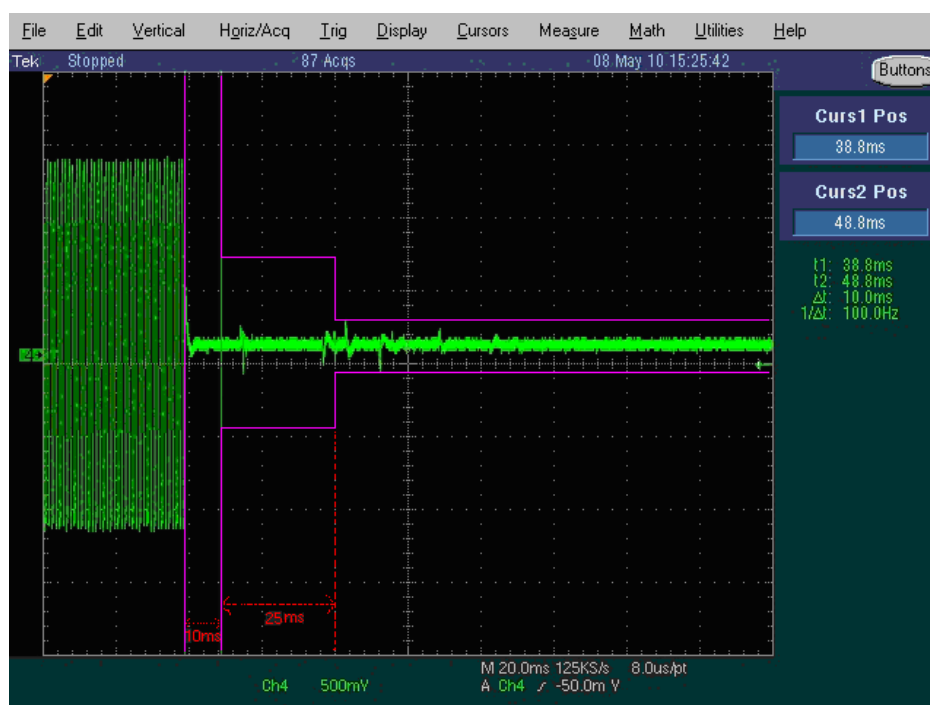 File Edit Vertical Horiz/Acq Trig Display Cursors Measure Math Utilities Help
Tek Stopped 87 Acqs 08 May 10 15:25:42
Buttons
Curs1 Pos
38.8ms
Curs2 Pos
48.8ms
t1: 38.8ms
t2: 48.8ms
Δt: 10.0ms
1/Δt: 100.0Hz
4
25ms
10ms
M 20.0ms 125KS/s 8.0us/pt
Ch4 500mV A Ch4 -50.0m V